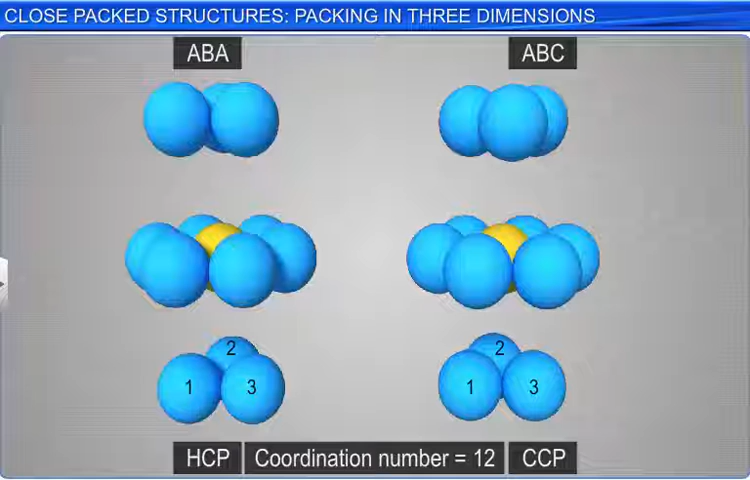 CLOSE PACKED STRUCTURES: PACKING IN THREE DIMENSIONS
ABA ABC
2 2
1 3 1 3
HCP Coordination number = 12 CCP